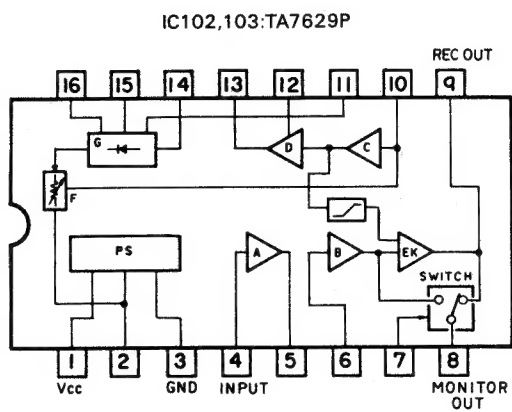 IC102,103:TA7629P
REC OUT
16 15 14 13 12 11 10 9
G
D
C
F
PS
A
B
EK
SWITCH
1 2 3 4 5 6 7 8
Vcc GND INPUT MONITOR
OUT